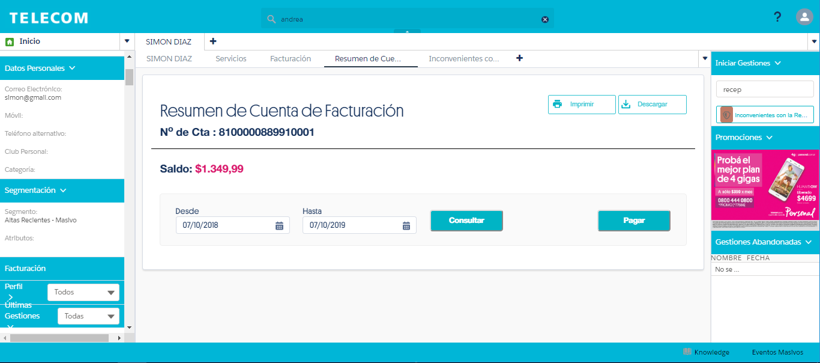 TELECOM
andrea
?
Inicio
SIMON DIAZ
+
SIMON DIAZ
Servicios
Facturación
Resumen de Cue...
Inconvenientes co...
+
Datos Personales
Correo Electrónico:
simon@gmail.com
Móvil:
Teléfono alternativo:
Club Personal:
Categoria:
Segmentación
Segmento:
Altas Recientes - Masivo
Atributos:
Facturación
Perfil
Todos
Últimas
Gestiones
Todas
Resumen de Cuenta de Facturación
Nº de Cta : 8100000889910001
Imprimir
Descargar
Saldo: $1.349,99
Desde
07/10/2018
Hasta
07/10/2019
Consultar
Pagar
Iniciar Gestiones
recep
Inconvenientes con la Re...
Promociones
Probá el
mejor plan
de 4 gigas
A sólo $389 x mes
0800 444 0800
$4699
Personal
Gestiones Abandonadas
NOMBRE FECHA
No se ...
Knowledge
Eventos Masivos